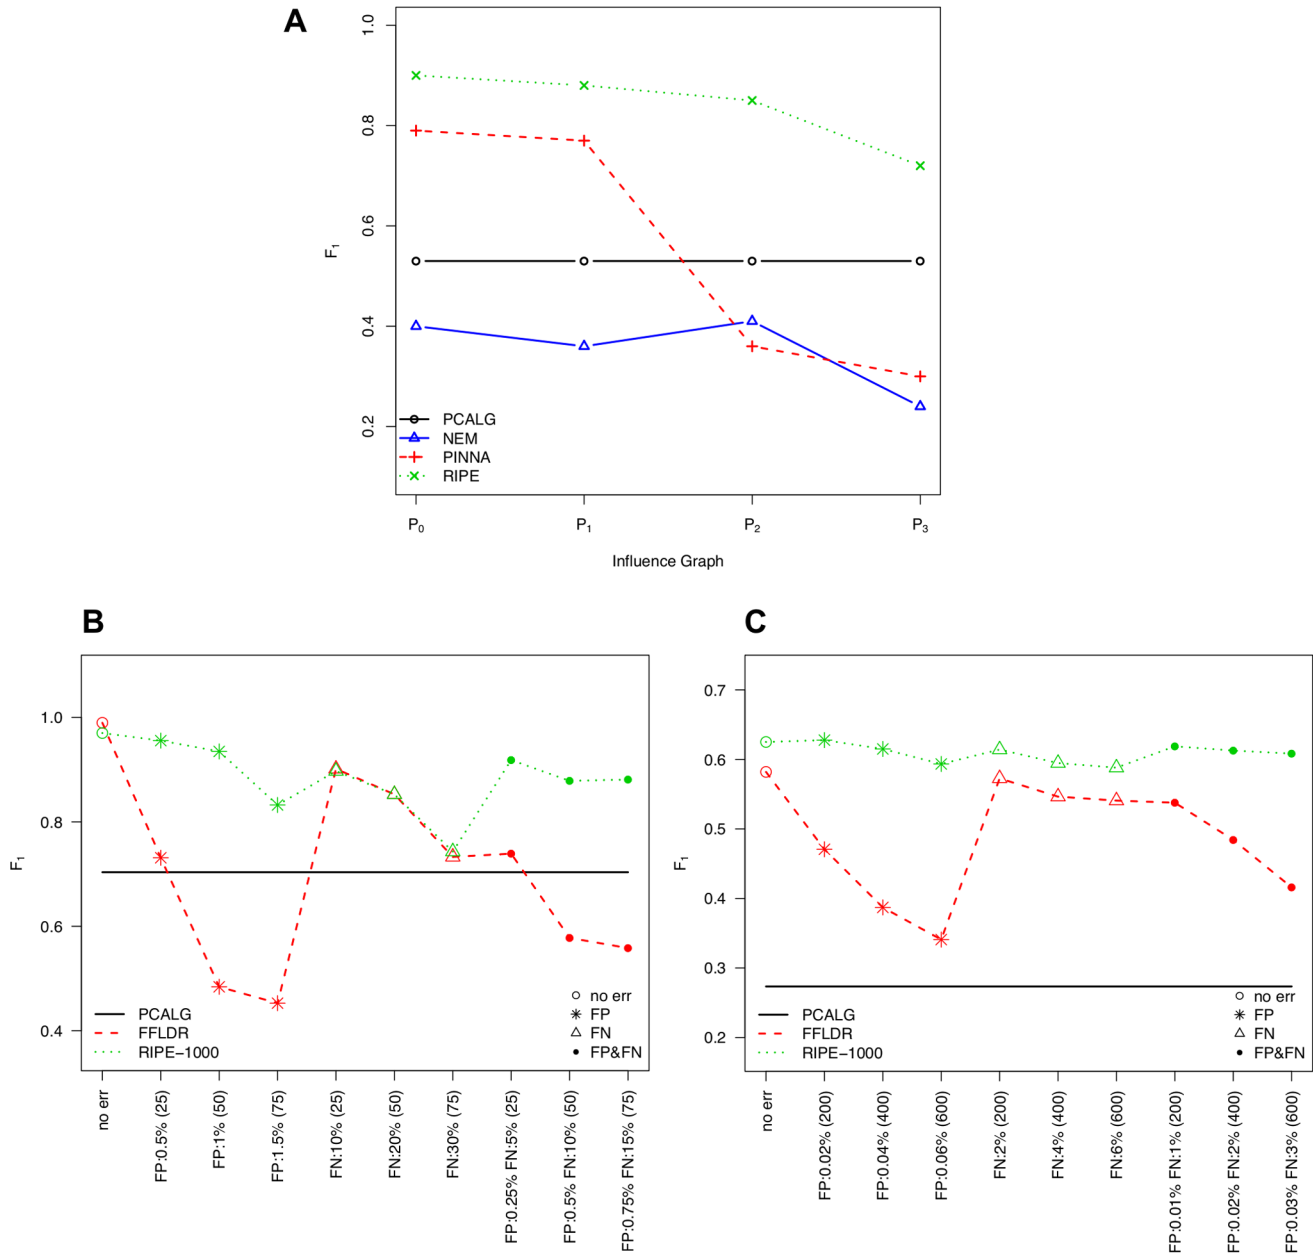 A
1.0
0.8
0.6
0.4
0.2
F₁
PCALG
NEM
PINNA
RIPE
P₀ P₁ P₂ P₃
Influence Graph
B
1.0
0.8
0.6
0.4
F₁
PCALG
FFLDR
RIPE−1000
no err
FP
FN
FP&FN
no err
FP:0.5% (25)
FP:1% (50)
FP:1.5% (75)
FN:10% (25)
FN:20% (50)
FN:30% (75)
FP:0.25% FN:5% (25)
FP:0.5% FN:10% (50)
FP:0.75% FN:15% (75)
C
0.7
0.6
0.5
0.4
0.3
0.2
F₁
PCALG
FFLDR
RIPE−1000
no err
FP
FN
FP&FN
no err
FP:0.02% (200)
FP:0.04% (400)
FP:0.06% (600)
FN:2% (200)
FN:4% (400)
FN:6% (600)
FP:0.01% FN:1% (200)
FP:0.02% FN:2% (400)
FP:0.03% FN:3% (600)